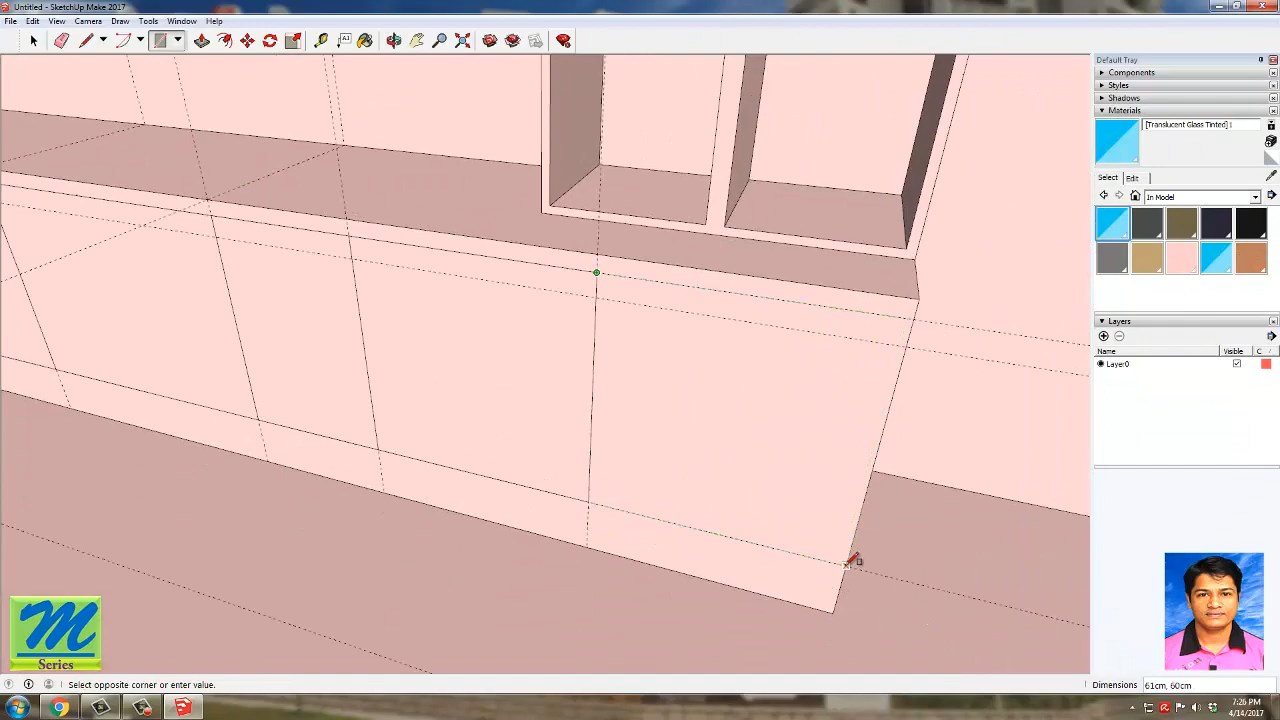 Untitled - SketchUp Make 2017
File Edit View Camera Draw Tools Window Help
Default Tray
Components
Styles
Shadows
Materials
[Translucent Glass Tinted] l
Select Edit
In Model
Layers
Name Visible C
Layer0
M
Series
Select opposite corner or enter value.
Dimensions 61cm, 60cm
7:26 PM
4/14/2017